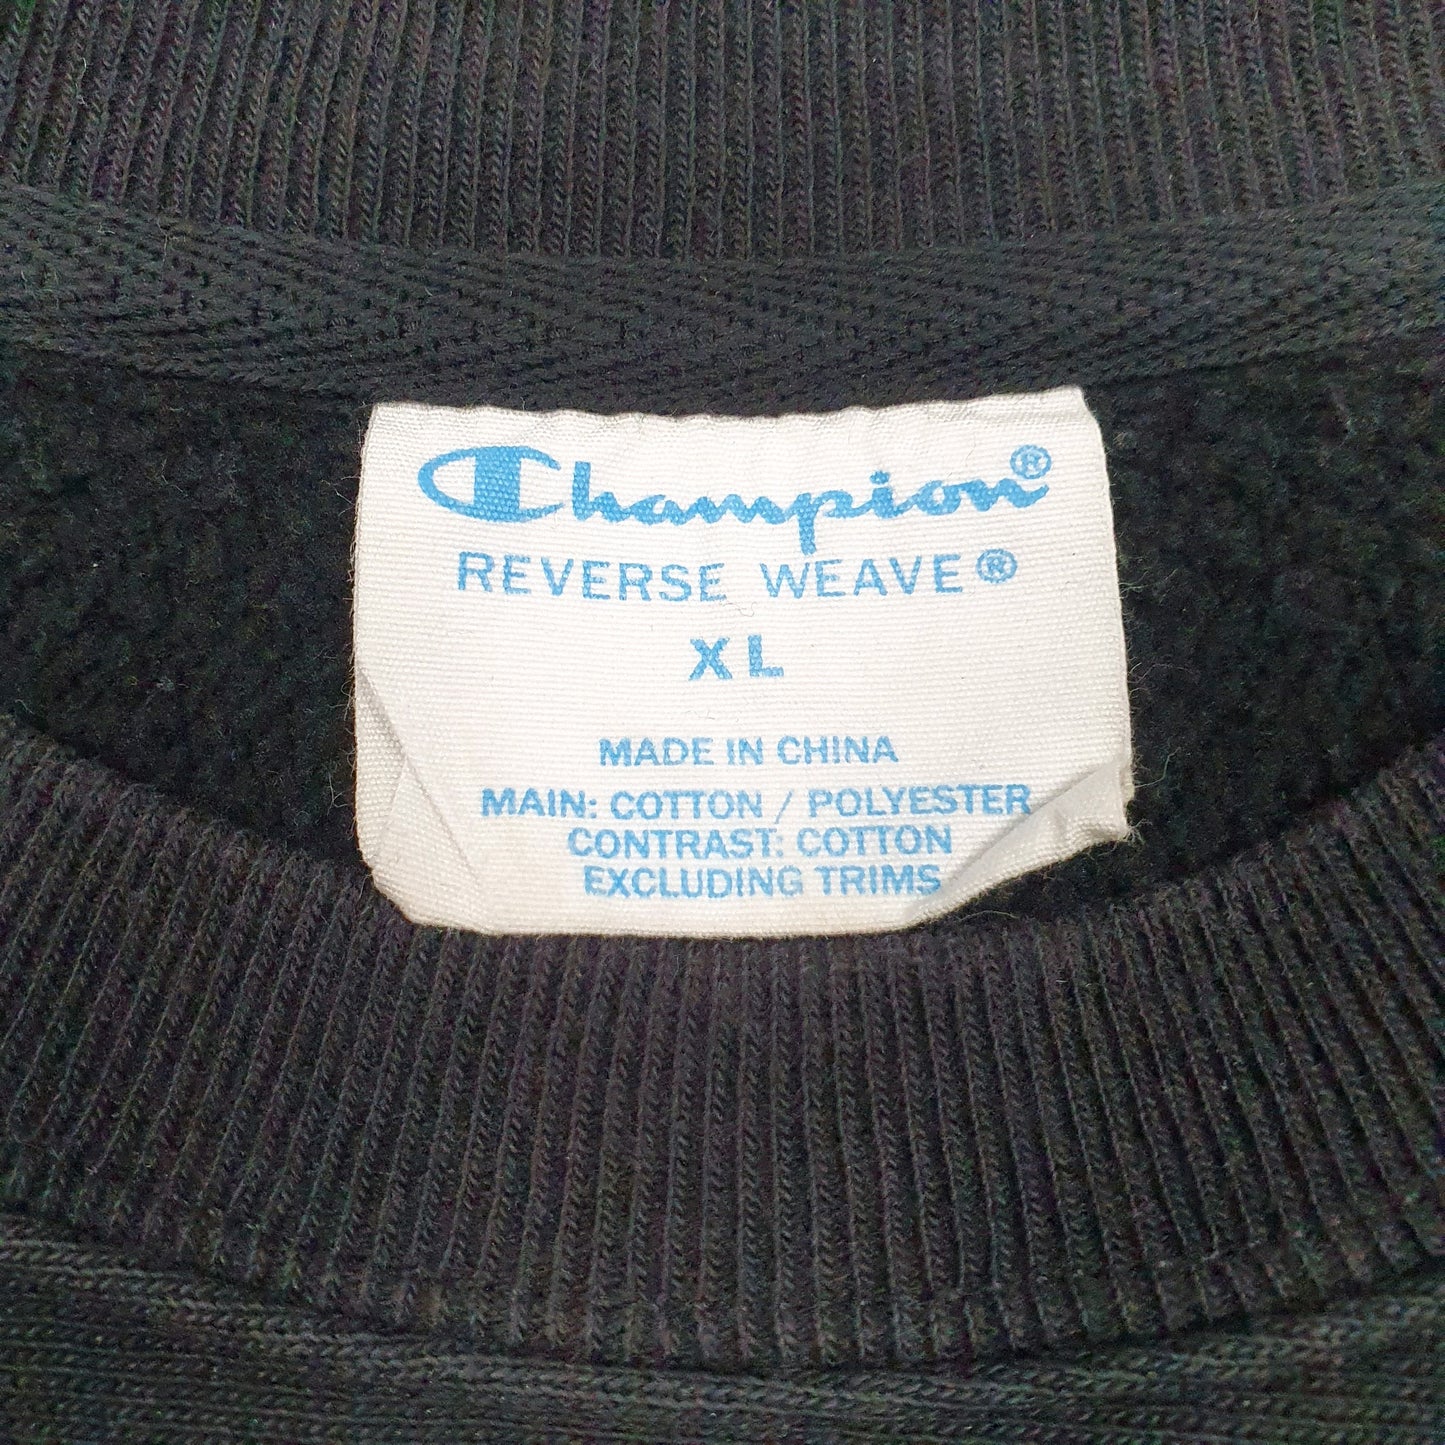 Champion®
REVERSE WEAVE®
XL
MADE IN CHINA
MAIN: COTTON / POLYESTER
CONTRAST: COTTON
EXCLUDING TRIMS